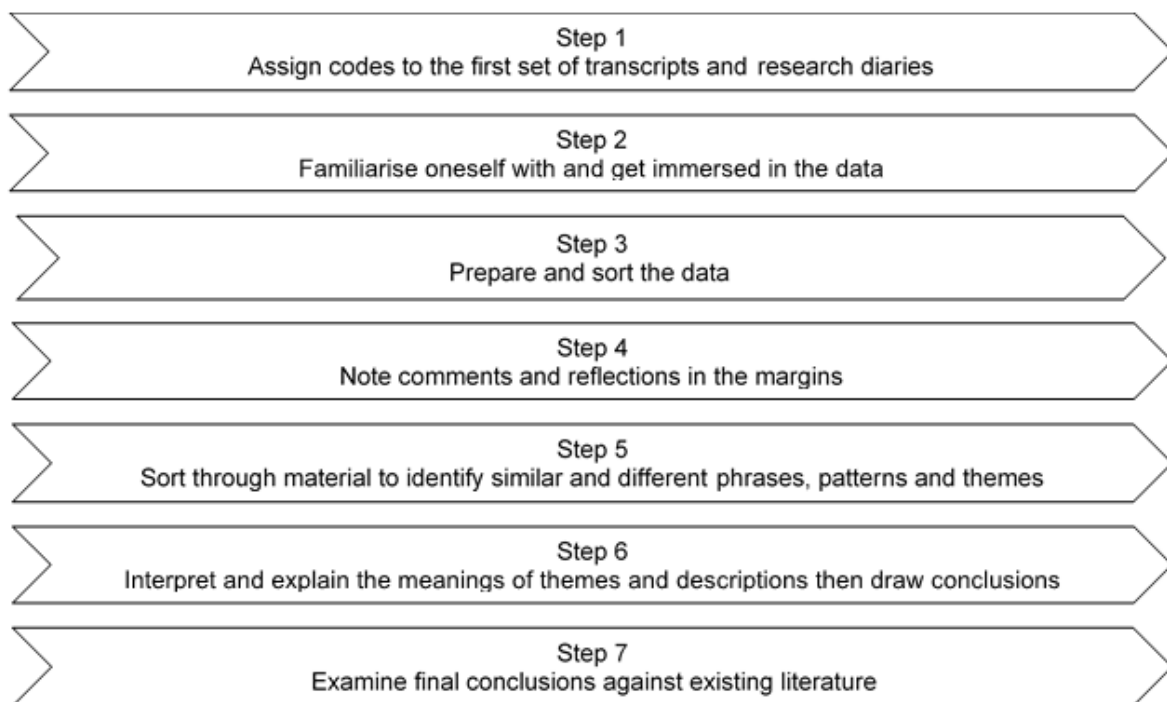 Step 1
Assign codes to the first set of transcripts and research diaries
Step 2
Familiarise oneself with and get immersed in the data
Step 3
Prepare and sort the data
Step 4
Note comments and reflections in the margins
Step 5
Sort through material to identify similar and different phrases, patterns and themes
Step 6
Interpret and explain the meanings of themes and descriptions then draw conclusions
Step 7
Examine final conclusions against existing literature